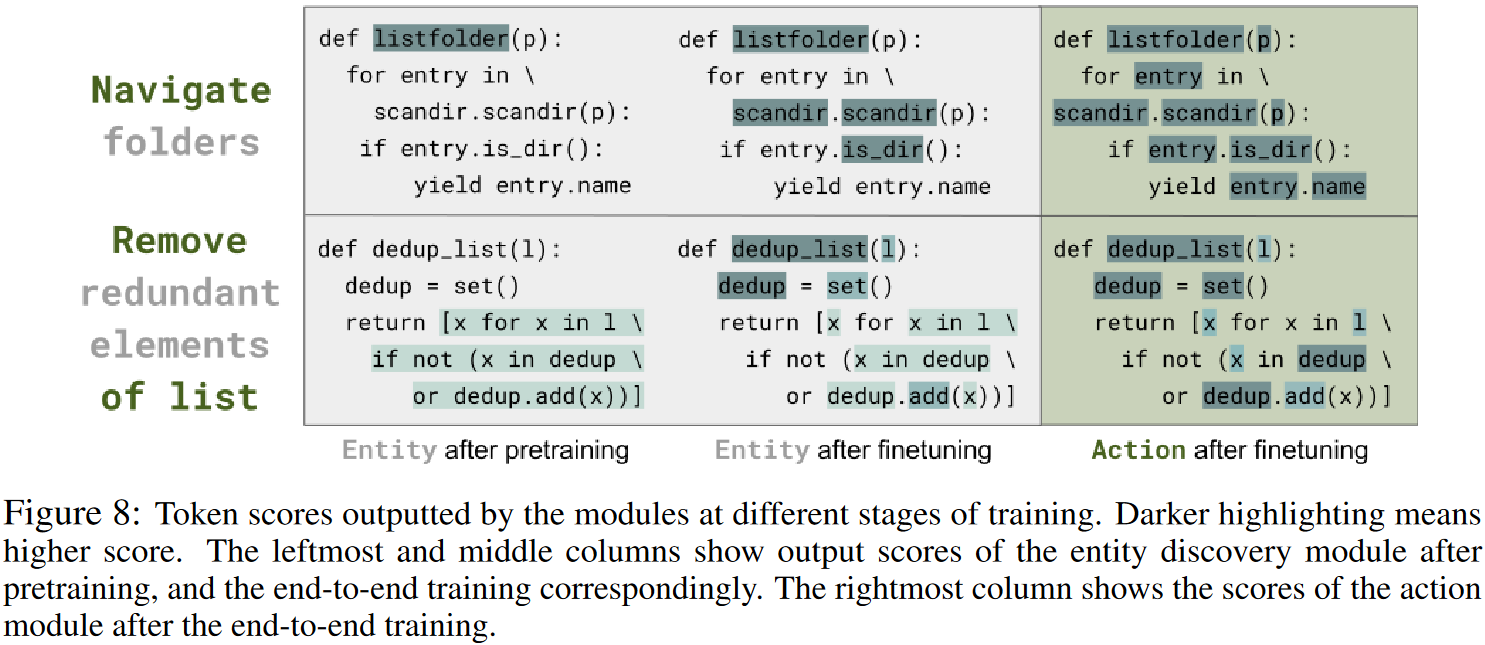 Navigate
folders
def listfolder(p):
for entry in \
scandir.scandir(p):
if entry.is_dir():
yield entry.name
def listfolder(p):
for entry in \
scandir.scandir(p):
if entry.is_dir():
yield entry.name
def listfolder(p):
for entry in \
scandir.scandir(p):
if entry.is_dir():
yield entry.name
Remove
redundant
elements
of list
def dedup_list(l):
dedup = set()
return [x for x in l \
if not (x in dedup \
or dedup.add(x))]
def dedup_list(l):
dedup = set()
return [x for x in l \
if not (x in dedup \
or dedup.add(x))]
def dedup_list(l):
dedup = set()
return [x for x in l \
if not (x in dedup \
or dedup.add(x))]
Entity after pretraining
Entity after finetuning
Action after finetuning
Figure 8: Token scores outputted by the modules at different stages of training. Darker highlighting means
higher score. The leftmost and middle columns show output scores of the entity discovery module after
pretraining, and the end-to-end training correspondingly. The rightmost column shows the scores of the action
module after the end-to-end training.